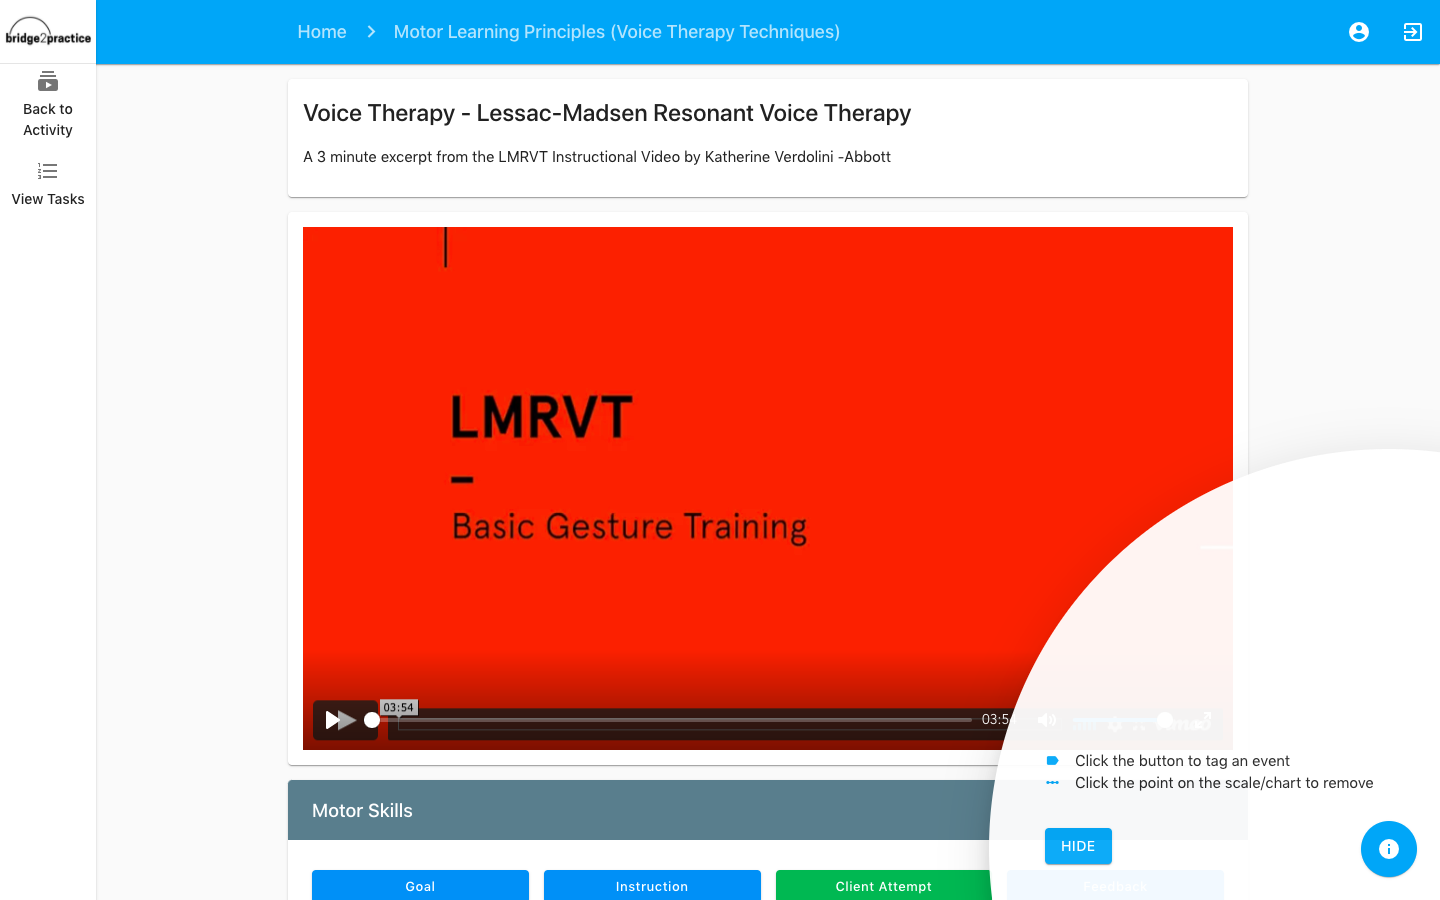 bridge2practice
Home
Motor Learning Principles (Voice Therapy Techniques)
Back to
Activity
View Tasks
Voice Therapy - Lessac-Madsen Resonant Voice Therapy
A 3 minute excerpt from the LMRVT Instructional Video by Katherine Verdolini -Abbott
LMRVT
–
Basic Gesture Training
03:54
03:54
Click the button to tag an event
Click the point on the scale/chart to remove
Motor Skills
HIDE
Goal
Instruction
Client Attempt
Feedback